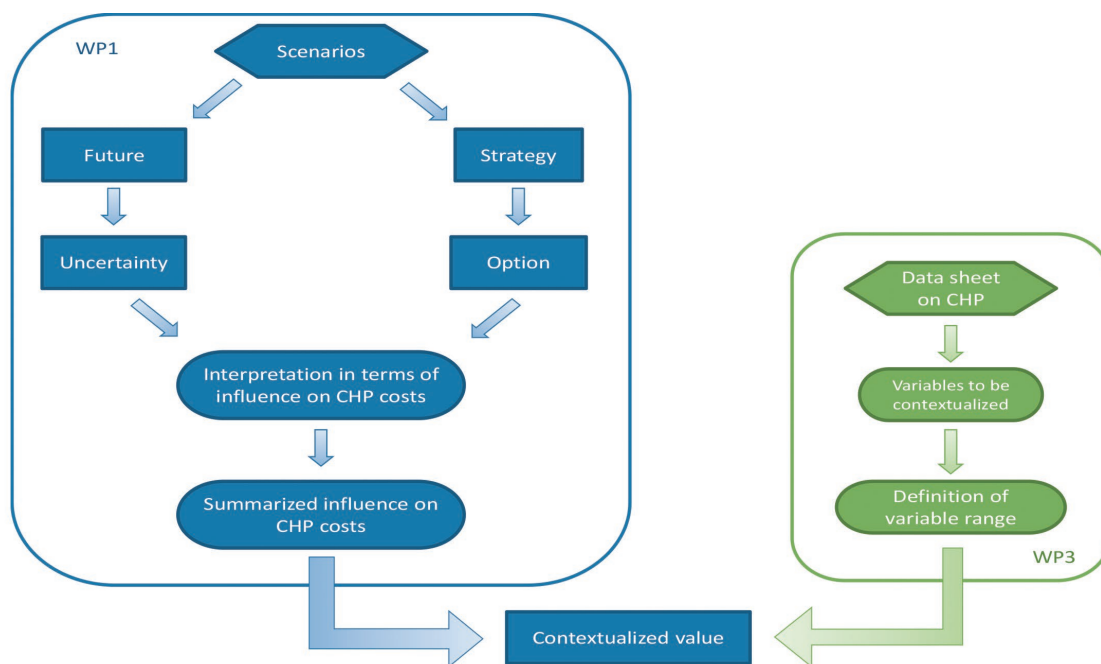 WP1
Scenarios
Future
Strategy
Uncertainty
Option
Interpretation in terms of
influence on CHP costs
Summarized influence on
CHP costs
Data sheet
on CHP
Variables to be
contextualized
Definition of
variable range
WP3
Contextualized value